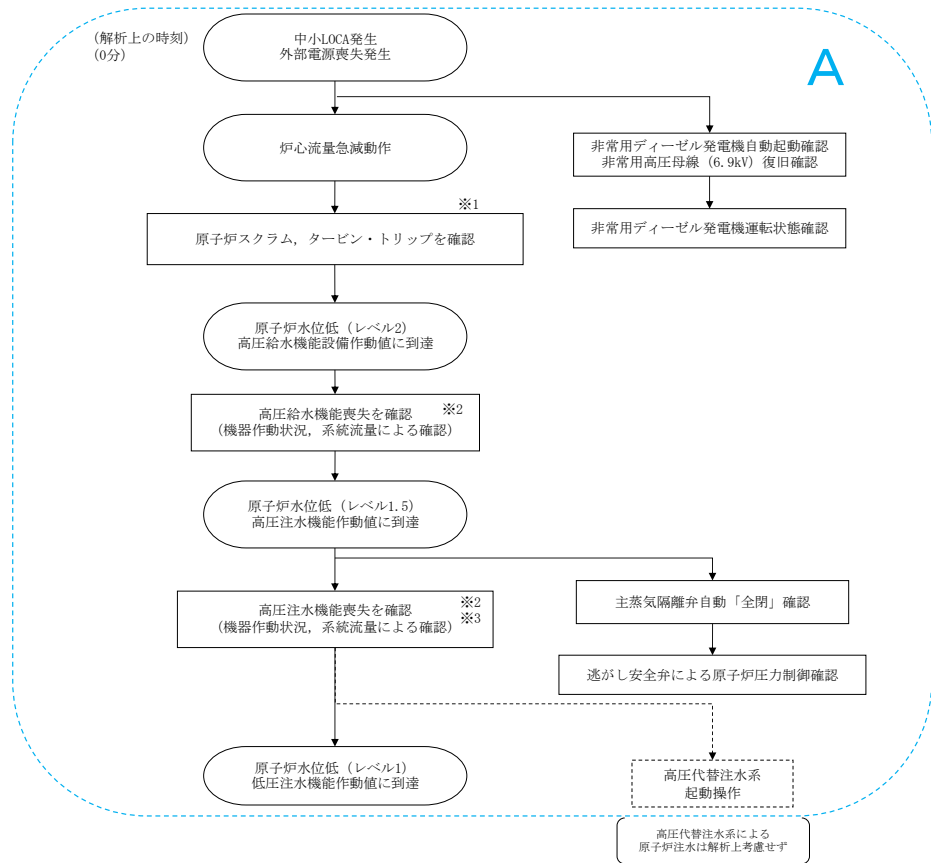 (解析上の時刻)
(0分)
中小LOCA発生
外部電源喪失発生
A
炉心流量急減動作
非常用ディーゼル発電機自動起動確認
非常用高圧母線（6.9kV）復旧確認
※1
原子炉スクラム，タービン・トリップを確認
非常用ディーゼル発電機運転状態確認
原子炉水位低（レベル2）
高圧給水機能設備作動値に到達
高圧給水機能喪失を確認
※2
(機器作動状況，系統流量による確認)
原子炉水位低（レベル1.5）
高圧注水機能作動値に到達
高圧注水機能喪失を確認
※2
※3
(機器作動状況，系統流量による確認)
主蒸気隔離弁自動「全閉」確認
逃がし安全弁による原子炉圧力制御確認
原子炉水位低（レベル1）
低圧注水機能作動値に到達
高圧代替注水系
起動操作
高圧代替注水系による
原子炉注水は解析上考慮せず